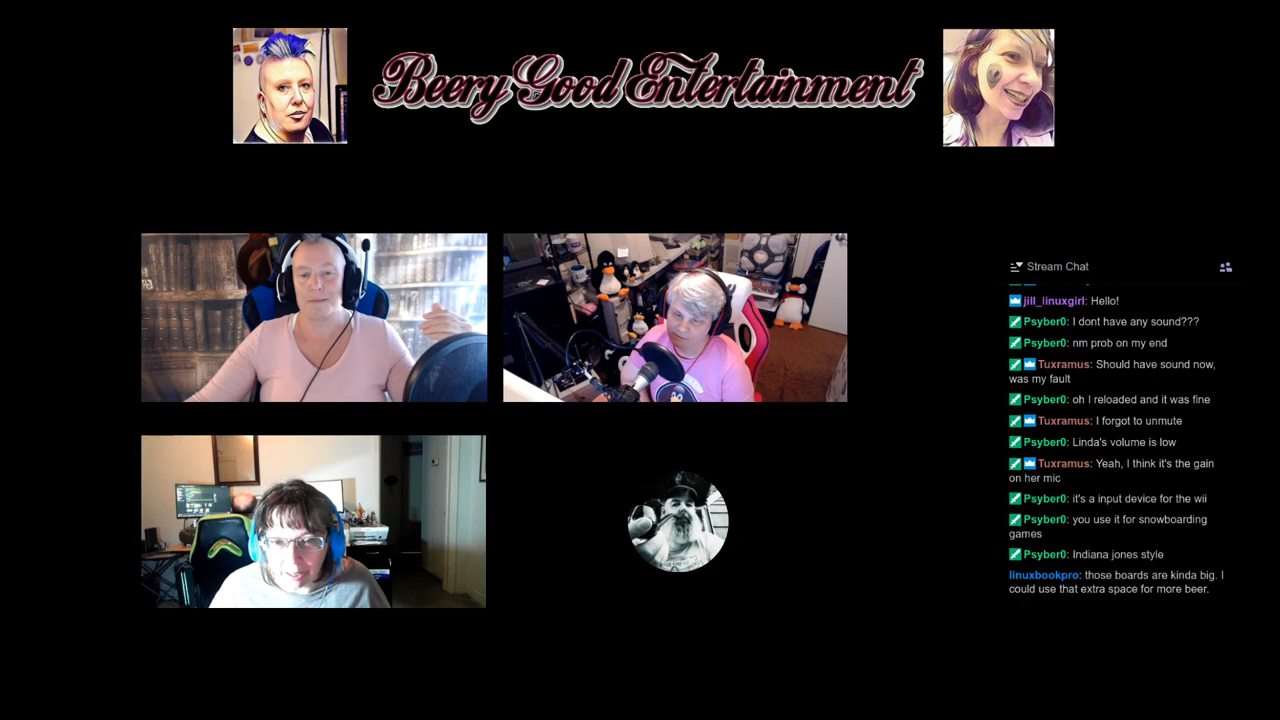 Beery Good Entertainment
Stream Chat
jill_linuxgirl: Hello!
Psyber0: I dont have any sound???
Psyber0: nm prob on my end
Tuxramus: Should have sound now,
was my fault
Psyber0: oh I reloaded and it was fine
Tuxramus: I forgot to unmute
Psyber0: Linda's volume is low
Tuxramus: Yeah, I think it's the gain
on her mic
Psyber0: it's a input device for the wii
Psyber0: you use it for snowboarding
games
Psyber0: Indiana jones style
linuxbookpro: those boards are kinda big. I
could use that extra space for more beer.